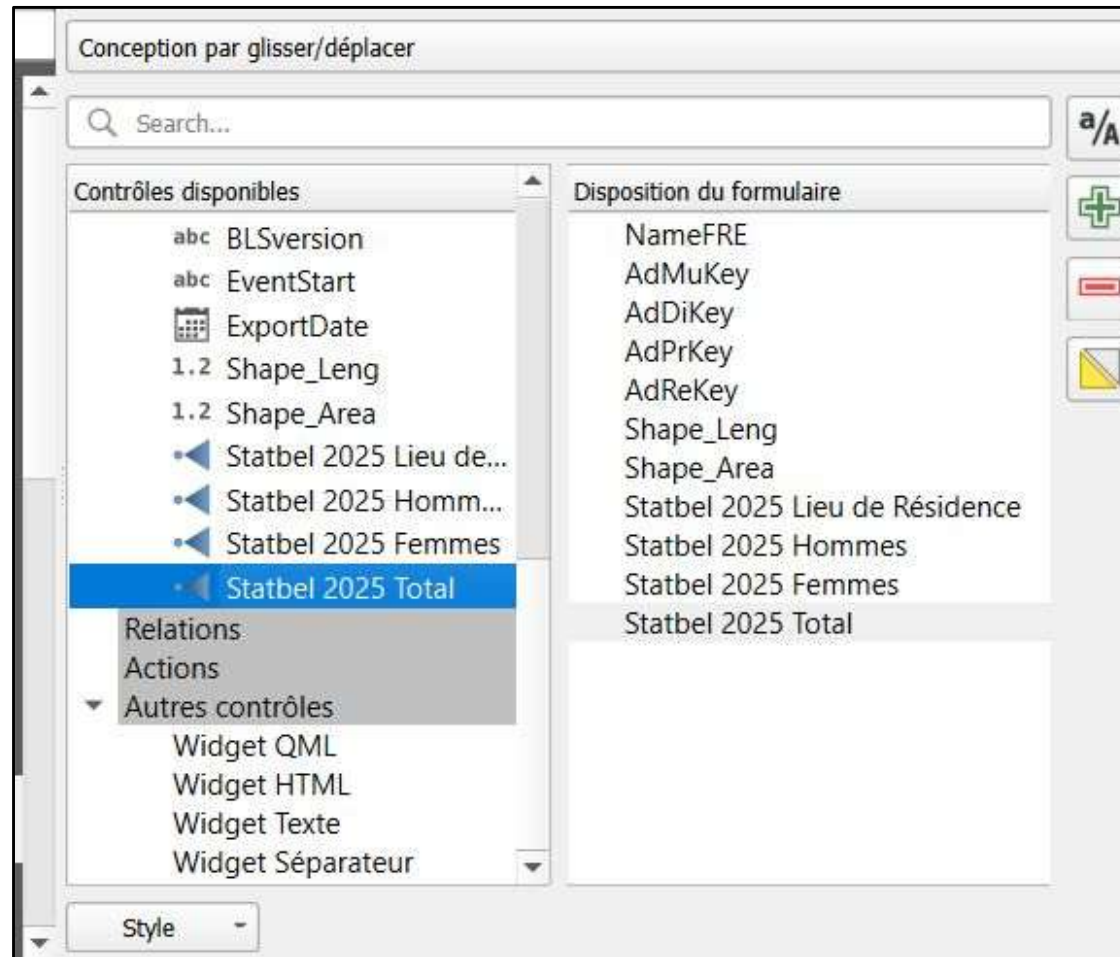 Conception par glisser/déplacer
Search...
a/A
Contrôles disponibles
abc BLSversion
abc EventStart
ExportDate
1.2 Shape_Leng
1.2 Shape_Area
Statbel 2025 Lieu de...
Statbel 2025 Homm...
Statbel 2025 Femmes
Statbel 2025 Total
Relations
Actions
Autres contrôles
Widget QML
Widget HTML
Widget Texte
Widget Séparateur
Disposition du formulaire
NameFRE
AdMuKey
AdDiKey
AdPrKey
AdReKey
Shape_Leng
Shape_Area
Statbel 2025 Lieu de Résidence
Statbel 2025 Hommes
Statbel 2025 Femmes
Statbel 2025 Total
Style